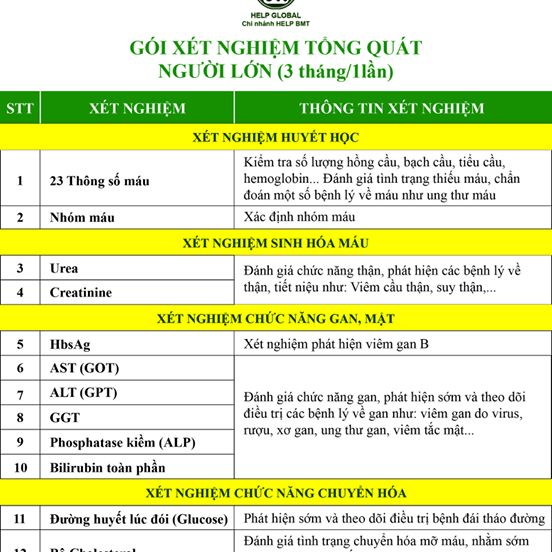 HELP GLOBAL
Chi nhánh HELP BMT
GÓI XÉT NGHIỆM TỔNG QUÁT
NGƯỜI LỚN (3 tháng/1lần)
STT XÉT NGHIỆM THÔNG TIN XÉT NGHIỆM
XÉT NGHIỆM HUYẾT HỌC
1 23 Thông số máu
Kiểm tra số lượng hồng cầu, bạch cầu, tiểu cầu,
hemoglobin... Đánh giá tình trạng thiếu máu, chẩn
đoán một số bệnh lý về máu như ung thư máu
2 Nhóm máu Xác định nhóm máu
XÉT NGHIỆM SINH HÓA MÁU
3 Urea
4 Creatinine
Đánh giá chức năng thận, phát hiện các bệnh lý về
thận, tiết niệu như: Viêm cầu thận, suy thận,...
XÉT NGHIỆM CHỨC NĂNG GAN, MẬT
5 HbsAg Xét nghiệm phát hiện viêm gan B
6 AST (GOT)
7 ALT (GPT)
8 GGT
9 Phosphatase kiềm (ALP)
10 Bilirubin toàn phần
Đánh giá chức năng gan, phát hiện sớm và theo dõi
điều trị các bệnh lý về gan như: viêm gan do virus,
rượu, xơ gan, ung thư gan, viêm tắc mật...
XÉT NGHIỆM CHỨC NĂNG CHUYỂN HÓA
11 Đường huyết lúc đói (Glucose) Phát hiện sớm và theo dõi điều trị bệnh đái tháo đường
12 Bộ Cholesterol
Đánh giá tình trạng chuyển hóa mỡ máu, nhằm sớm